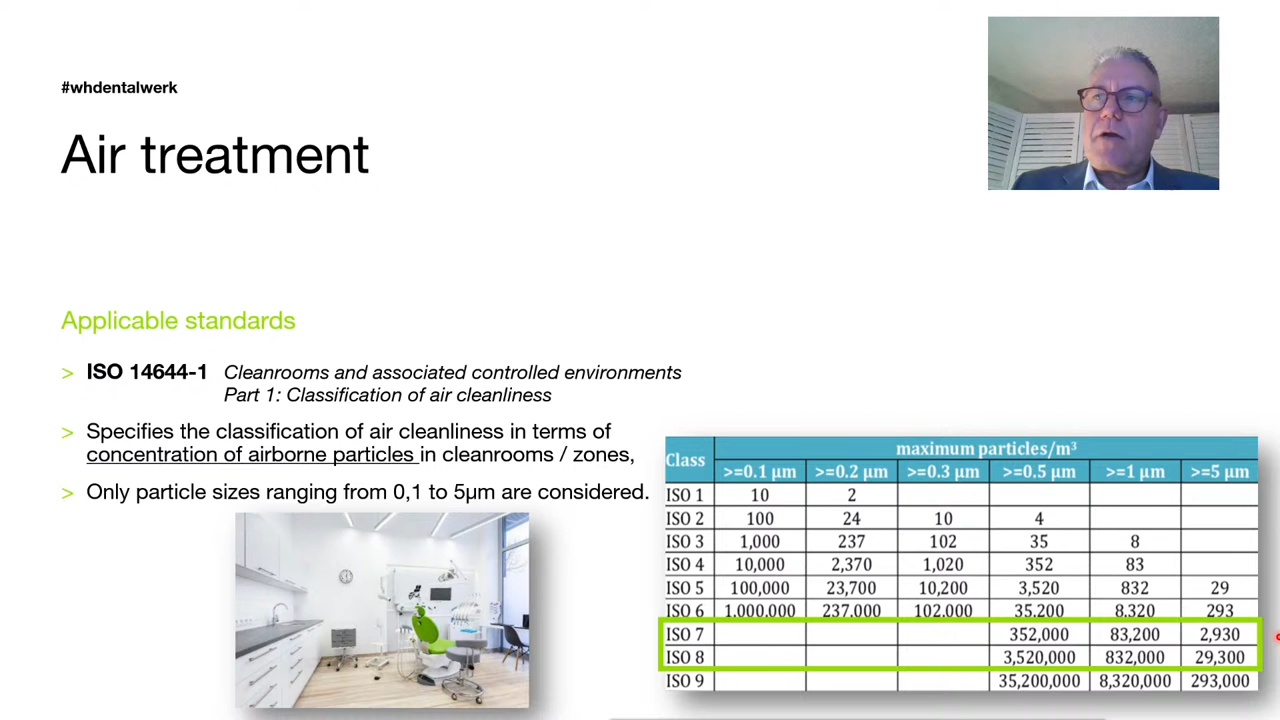 #whdentalwerk
Air treatment
Applicable standards
> ISO 14644-1 Cleanrooms and associated controlled environments
Part 1: Classification of air cleanliness
> Specifies the classification of air cleanliness in terms of
concentration of airborne particles in cleanrooms / zones,
> Only particle sizes ranging from 0,1 to 5µm are considered.
Class maximum particles/m³
>=0.1 µm >=0.2 µm >=0.3 µm >=0.5 µm >=1 µm >=5 µm
ISO 1 10 2
ISO 2 100 24 10 4
ISO 3 1,000 237 102 35 8
ISO 4 10,000 2,370 1,020 352 83
ISO 5 100,000 23,700 10,200 3,520 832 29
ISO 6 1,000,000 237,000 102,000 35,200 8,320 293
ISO 7 352,000 83,200 2,930
ISO 8 3,520,000 832,000 29,300
ISO 9 35,200,000 8,320,000 293,000